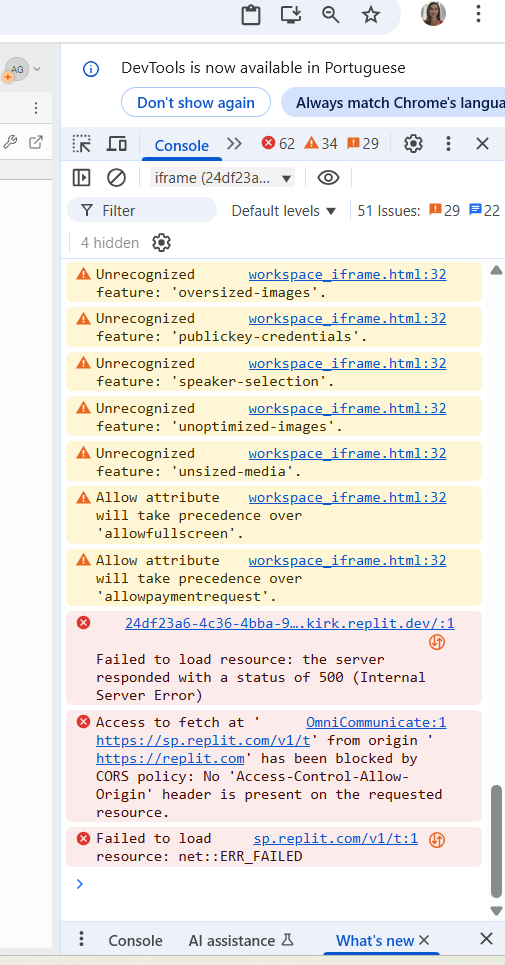 AG
DevTools is now available in Portuguese
Don't show again
Always match Chrome's langua
Console
62
34
29
iframe (24df23a...
Filter
Default levels
51 Issues:
29
22
4 hidden
Unrecognized workspace_iframe.html:32
feature: 'oversized-images'.
Unrecognized workspace_iframe.html:32
feature: 'publickey-credentials'.
Unrecognized workspace_iframe.html:32
feature: 'speaker-selection'.
Unrecognized workspace_iframe.html:32
feature: 'unoptimized-images'.
Unrecognized workspace_iframe.html:32
feature: 'unsized-media'.
Allow attribute workspace_iframe.html:32
will take precedence over
'allowfullscreen'.
Allow attribute workspace_iframe.html:32
will take precedence over
'allowpaymentrequest'.
24df23a6-4c36-4bba-9….kirk.replit.dev/:1
Failed to load resource: the server
responded with a status of 500 (Internal
Server Error)
Access to fetch at ' OmniCommunicate:1
https://sp.replit.com/v1/t' from origin '
https://replit.com' has been blocked by
CORS policy: No 'Access-Control-Allow-
Origin' header is present on the requested
resource.
Failed to load sp.replit.com/v1/t:1
resource: net::ERR_FAILED
Console
AI assistance
What's new